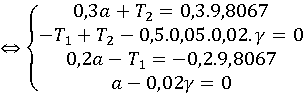 ⇔ { 0,3a + T₂ = 0,3.9,8067
−T₁ + T₂ − 0,5.0,05.0,02.γ = 0
0,2a − T₁ = −0,2.9,8067
a − 0,02γ = 0